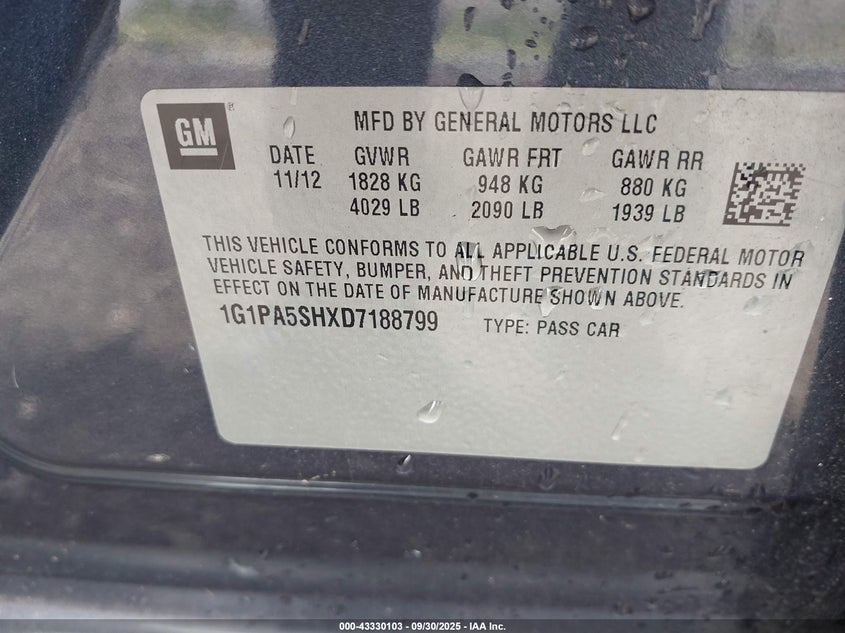 GM®
MFD BY GENERAL MOTORS LLC
DATE GVWR GAWR FRT GAWR RR
11/12 1828 KG 948 KG 880 KG
4029 LB 2090 LB 1939 LB
THIS VEHICLE CONFORMS TO ALL APPLICABLE U.S. FEDERAL MOTOR
VEHICLE SAFETY, BUMPER, AND THEFT PREVENTION STANDARDS IN
EFFECT ON THE DATE OF MANUFACTURE SHOWN ABOVE.
1G1PA5SHXD7188799 TYPE: PASS CAR
000-43330103 - 09/30/2025 - IAA Inc.